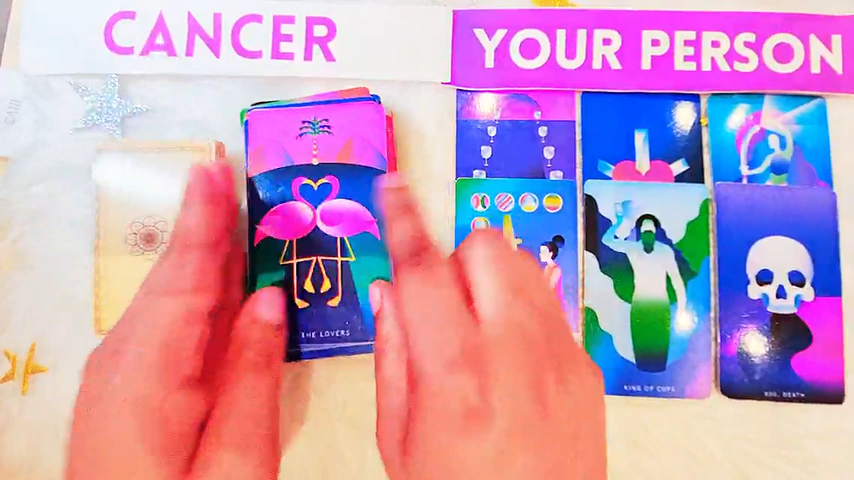 CANCER
YOUR PERSON
THE LOVERS
KING OF CUPS
XIII. DEATH